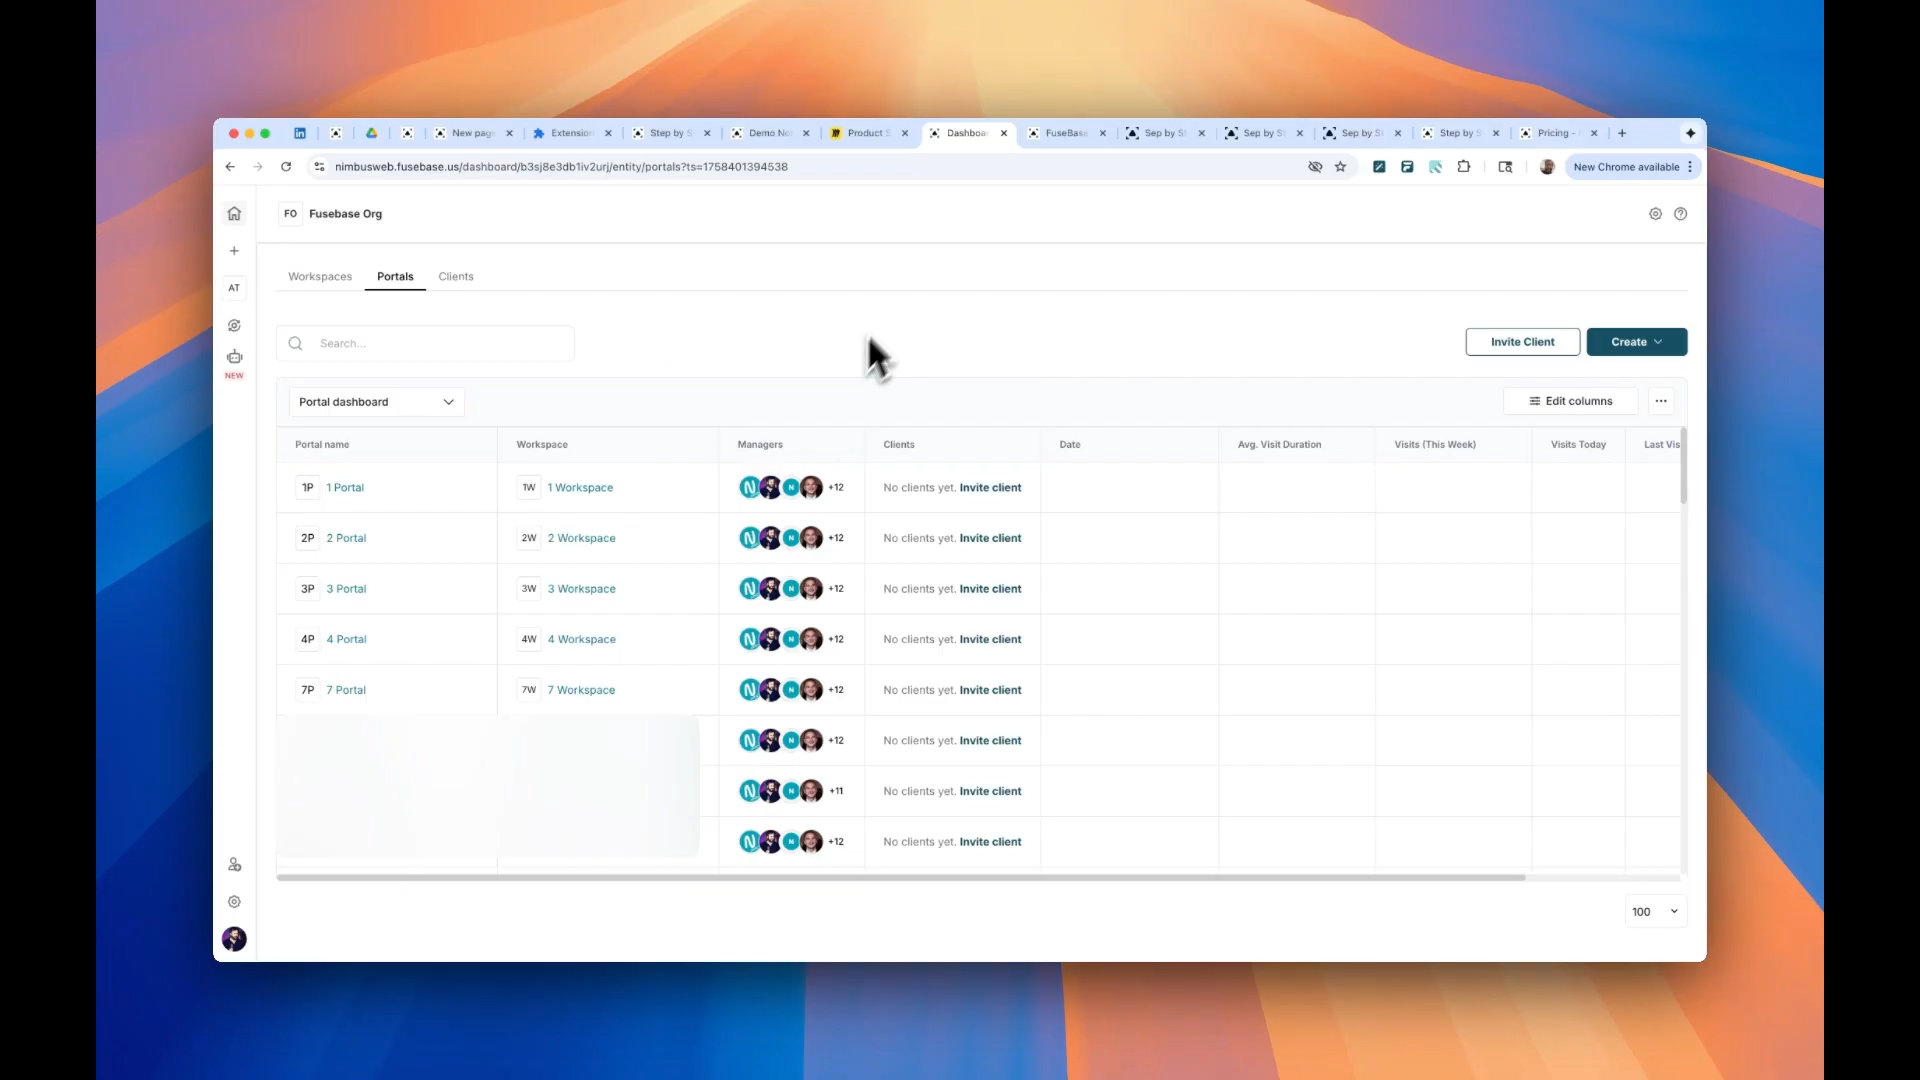 New page
Extension
Step by S
Demo No
Product S
Dashboar
FuseBase
Sep by S
Sep by S
Sep by S
Step by S
Pricing -
nimbusweb.fusebase.us/dashboard/b3sj8e3db1iv2urj/entity/portals?ts=1758401394538
New Chrome available
FO Fusebase Org
AT
NEW
Workspaces Portals Clients
Search...
Invite Client
Create
Portal dashboard
Edit columns
Portal name Workspace Managers Clients Date Avg. Visit Duration Visits (This Week) Visits Today Last Vis
1P 1 Portal 1W 1 Workspace N N +12 No clients yet. Invite client
2P 2 Portal 2W 2 Workspace N N +12 No clients yet. Invite client
3P 3 Portal 3W 3 Workspace N N +12 No clients yet. Invite client
4P 4 Portal 4W 4 Workspace N N +12 No clients yet. Invite client
7P 7 Portal 7W 7 Workspace N N +12 No clients yet. Invite client
N N +12 No clients yet. Invite client
N N +11 No clients yet. Invite client
N N +12 No clients yet. Invite client
100